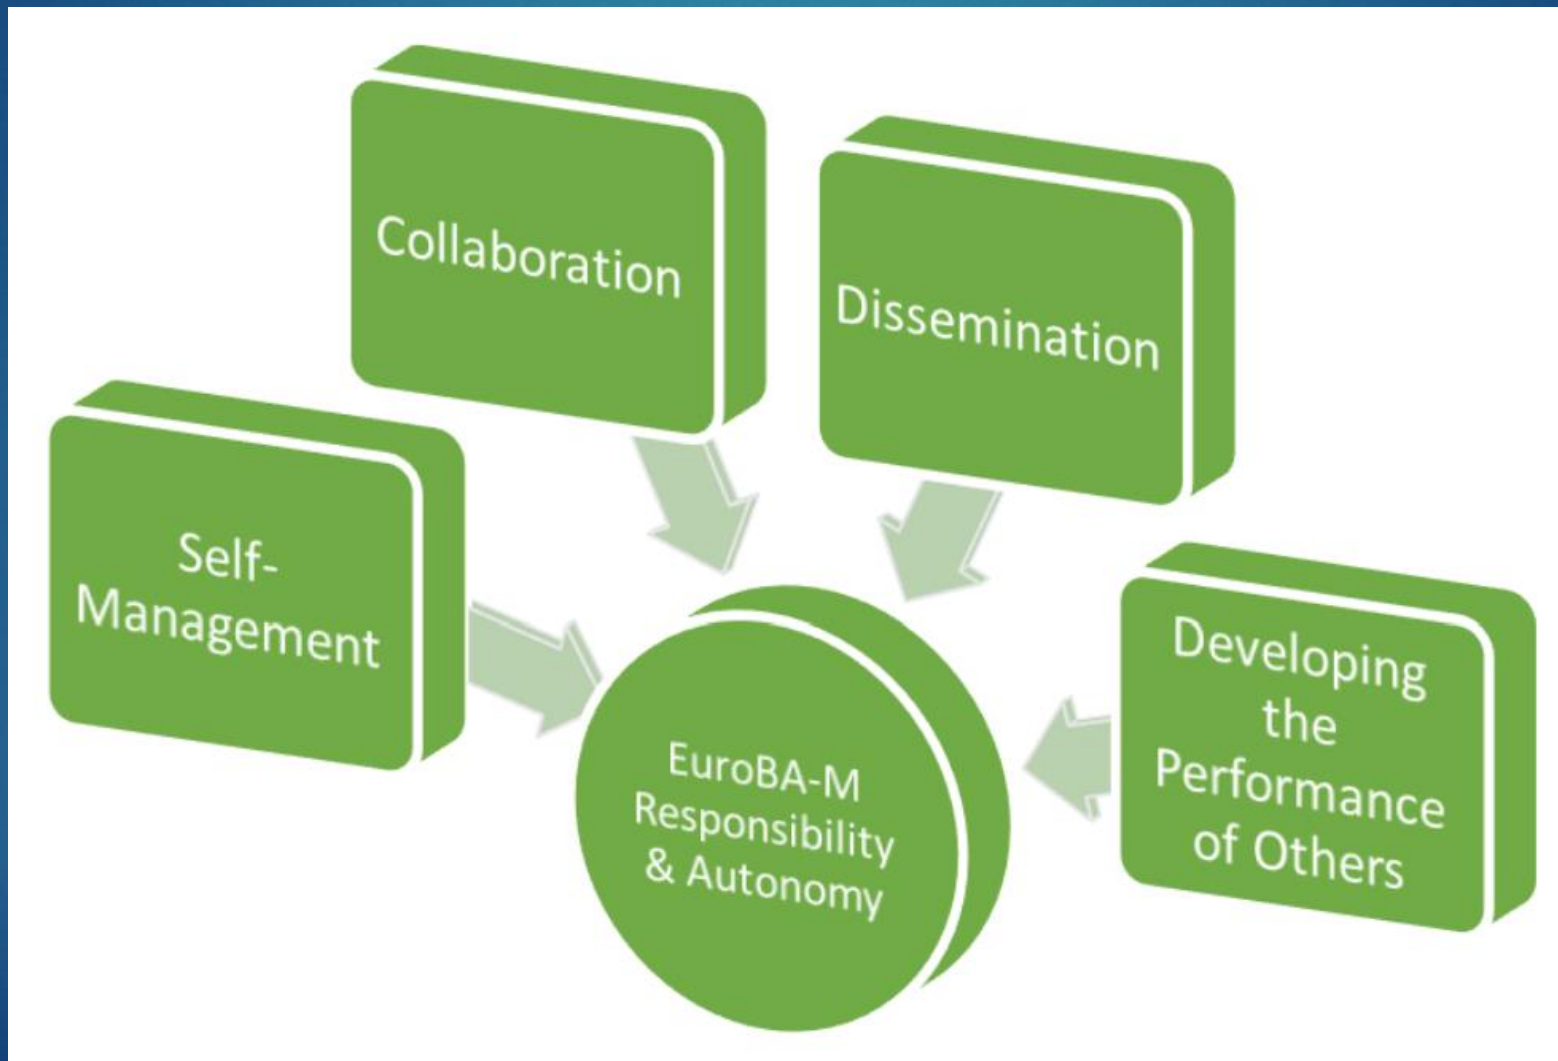 Collaboration
Dissemination
Self-
Management
Developing
the
Performance
of Others
EuroBA-M
Responsibility
& Autonomy